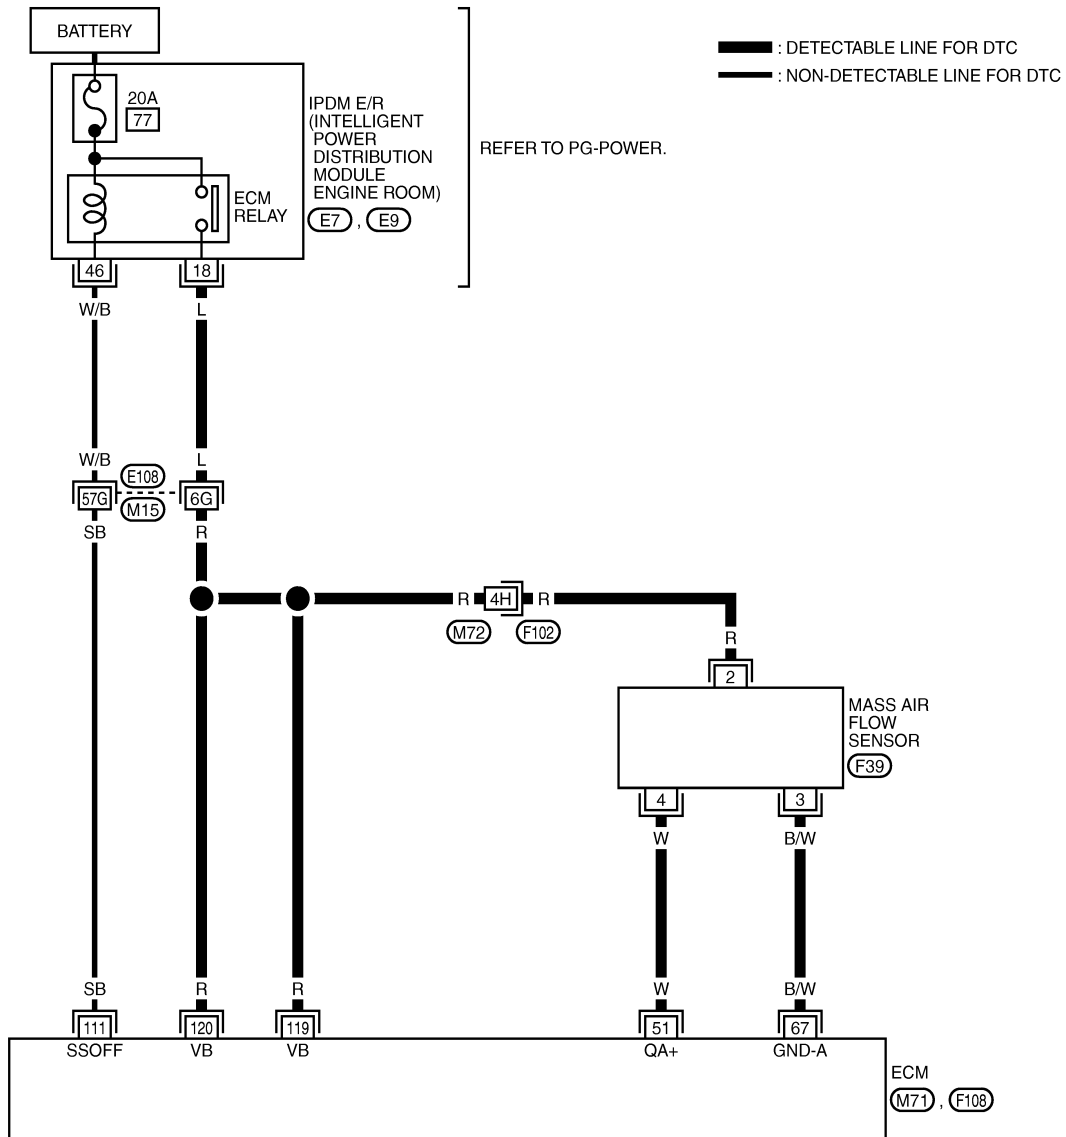 BATTERY
: DETECTABLE LINE FOR DTC
: NON-DETECTABLE LINE FOR DTC
20A
77
IPDM E/R
(INTELLIGENT
POWER
DISTRIBUTION
MODULE
ENGINE ROOM)
E7 , E9
REFER TO PG-POWER.
ECM
RELAY
46
18
W/B
L
W/B
L
E108
57G
6G
M15
SB
R
R
4H
R
M72
F102
R
2
MASS AIR
FLOW
SENSOR
F39
4
3
W
B/W
SB
R
R
W
B/W
111
120
119
51
67
SSOFF
VB
VB
QA+
GND-A
ECM
M71 , F108